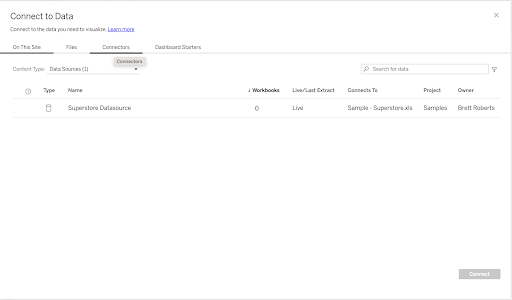 Connect to Data
Connect to the data you need to visualize. Learn more
On This Site Files Connectors Dashboard Starters
Connectors
Content Type: Data Sources (1) Search for data
Type Name ↓ Workbooks Live/Last Extract Connects To Project Owner
Superstore Datasource 0 Live Sample - Superstore.xls Samples Brett Roberts
Connect